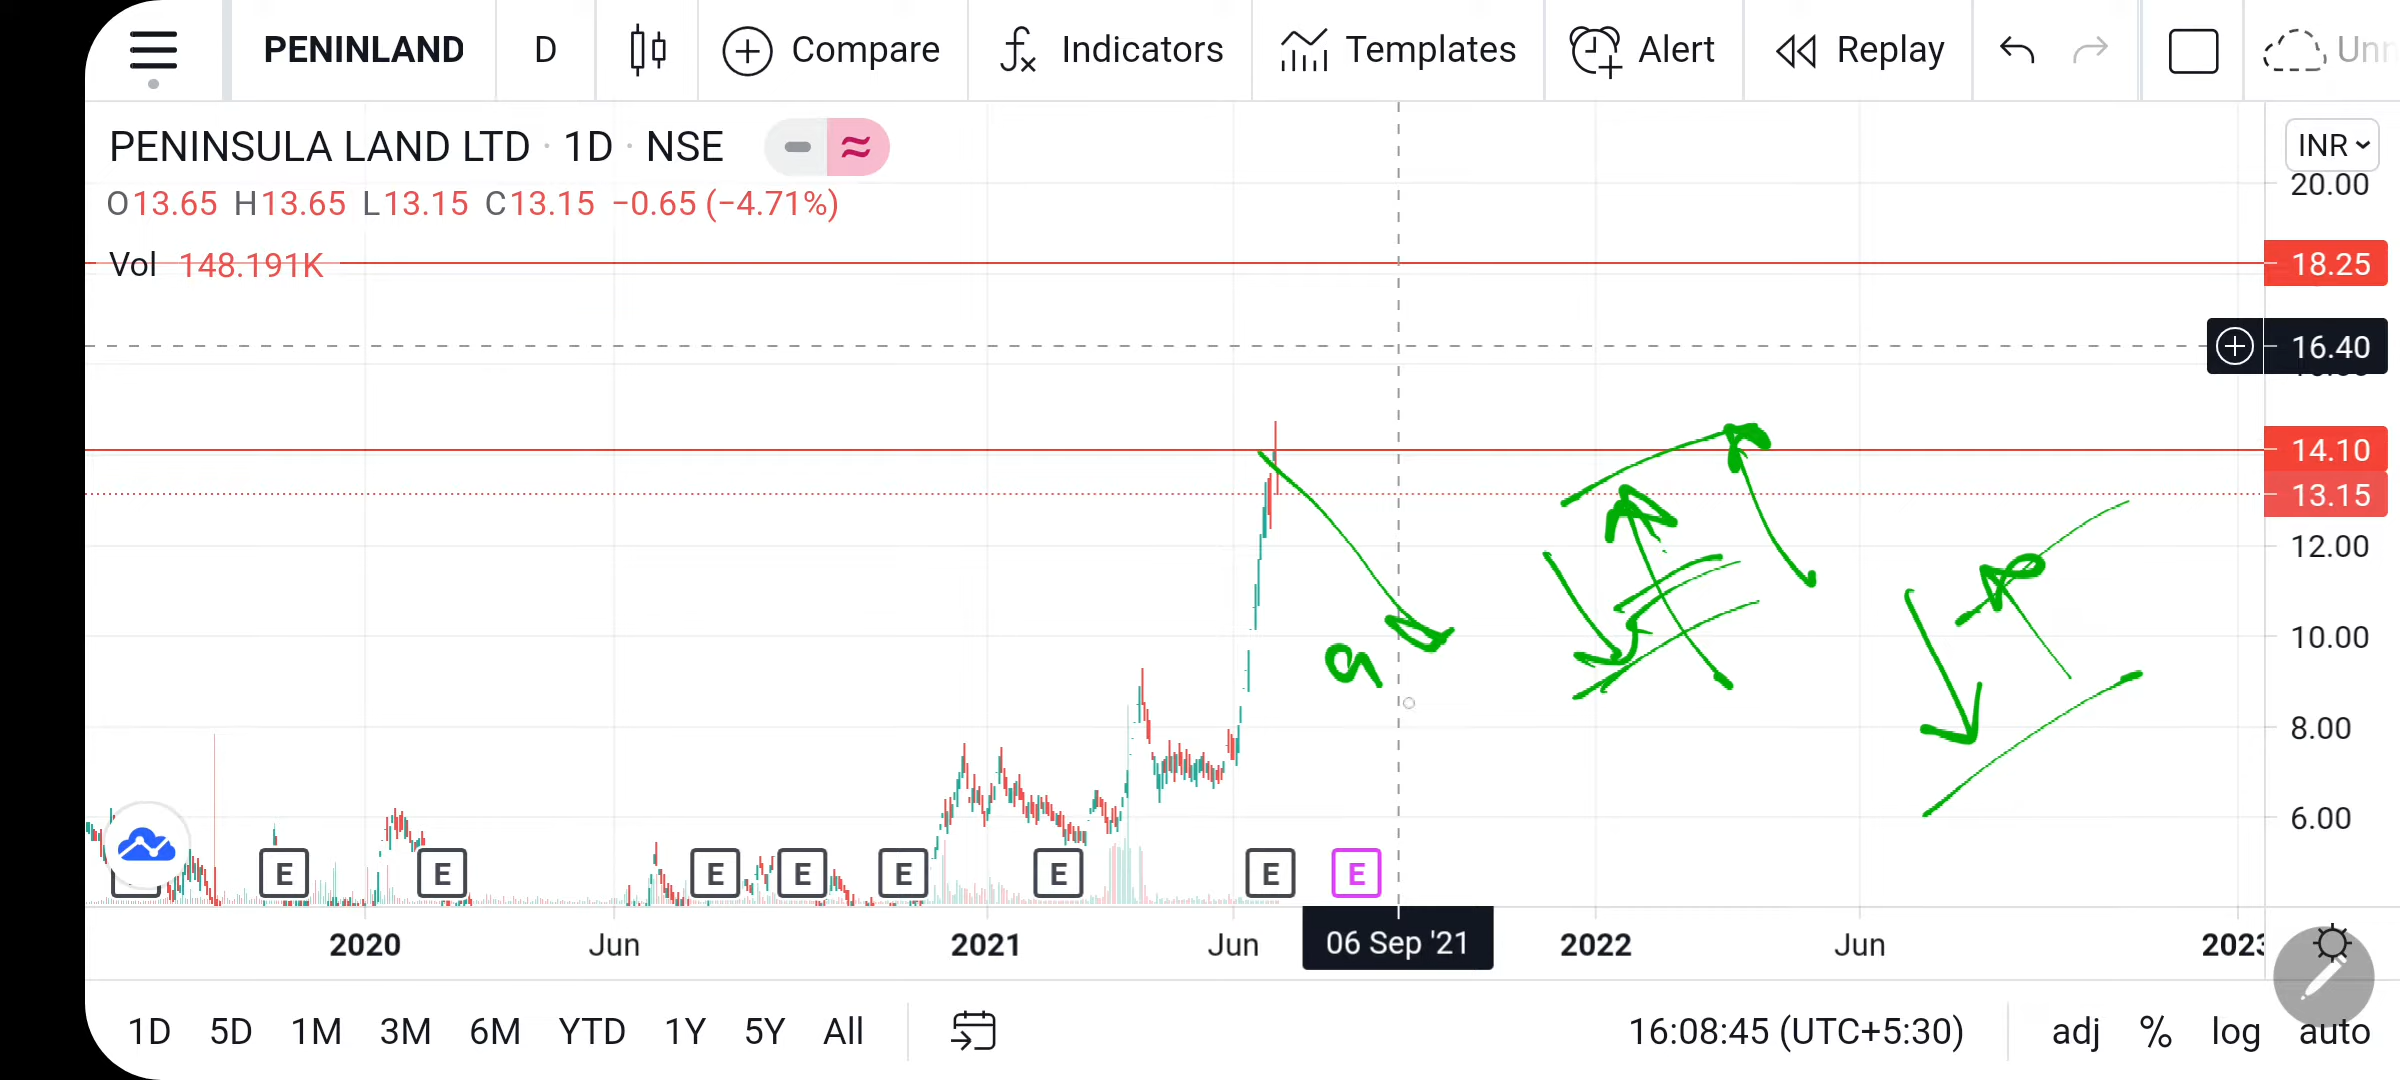 PENINLAND D Compare Indicators Templates Alert Replay
PENINSULA LAND LTD · 1D · NSE
INR
O13.65 H13.65 L13.15 C13.15 −0.65 (−4.71%)
Vol 148.191K
20.00
18.25
16.40
14.10
13.15
12.00
10.00
8.00
6.00
E E E E E E E E
2020 Jun 2021 Jun 06 Sep '21 2022 Jun
1D 5D 1M 3M 6M YTD 1Y 5Y All 16:08:45 (UTC+5:30) adj % log auto